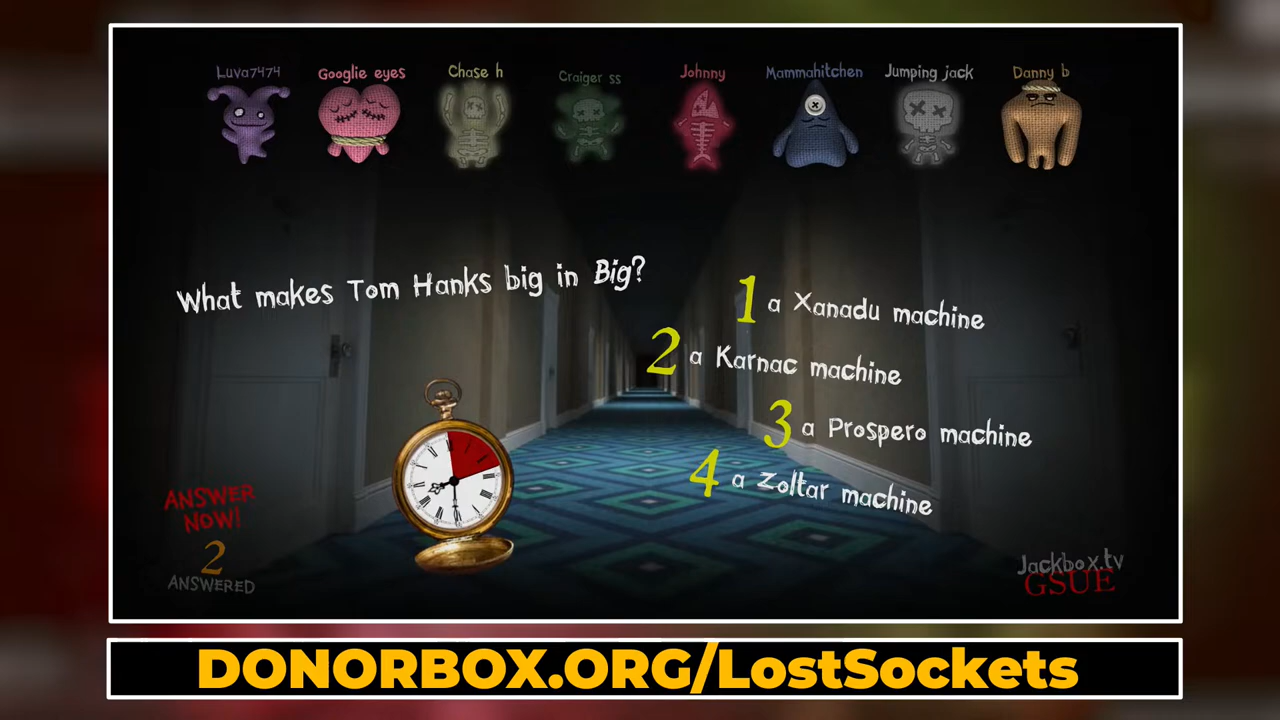 Luva7474
Googlie eyes
Chase h
Craiger ss
Johnny
Mammahitchen
Jumping jack
Danny b
What makes Tom Hanks big in Big?
1 a Xanadu machine
2 a Karnac machine
3 a Prospero machine
4 a Zoltar machine
ANSWER
NOW!
2
ANSWERED
Jackbox.tv
GSUE
DONORBOX.ORG/LostSockets